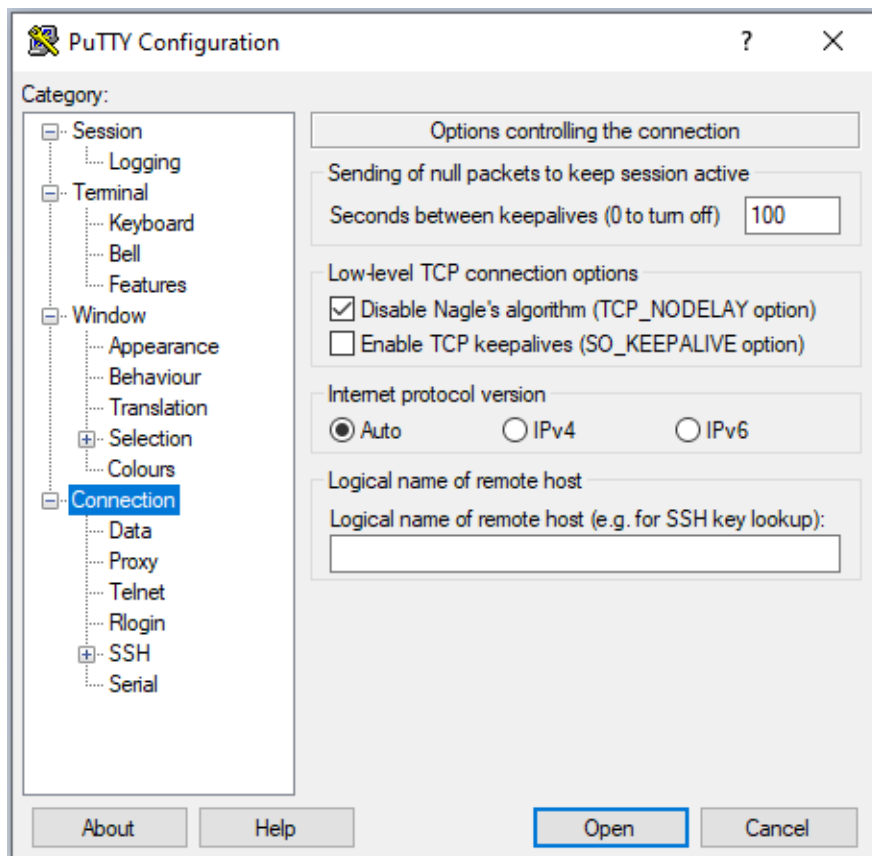 PuTTY Configuration
?
Category:
Session
Logging
Terminal
Keyboard
Bell
Features
Window
Appearance
Behaviour
Translation
Selection
Colours
Connection
Data
Proxy
Telnet
Rlogin
SSH
Serial
Options controlling the connection
Sending of null packets to keep session active
Seconds between keepalives (0 to turn off) 100
Low-level TCP connection options
Disable Nagle's algorithm (TCP_NODELAY option)
Enable TCP keepalives (SO_KEEPALIVE option)
Internet protocol version
Auto IPv4 IPv6
Logical name of remote host
Logical name of remote host (e.g. for SSH key lookup):
About Help Open Cancel